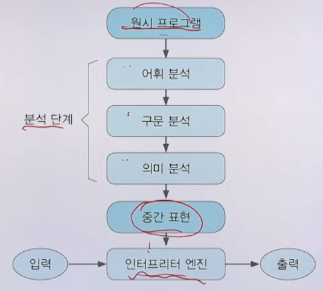 원시 프로그램
어휘 분석
분석 단계
구문 분석
의미 분석
중간 표현
입력
인터프리터 엔진
출력